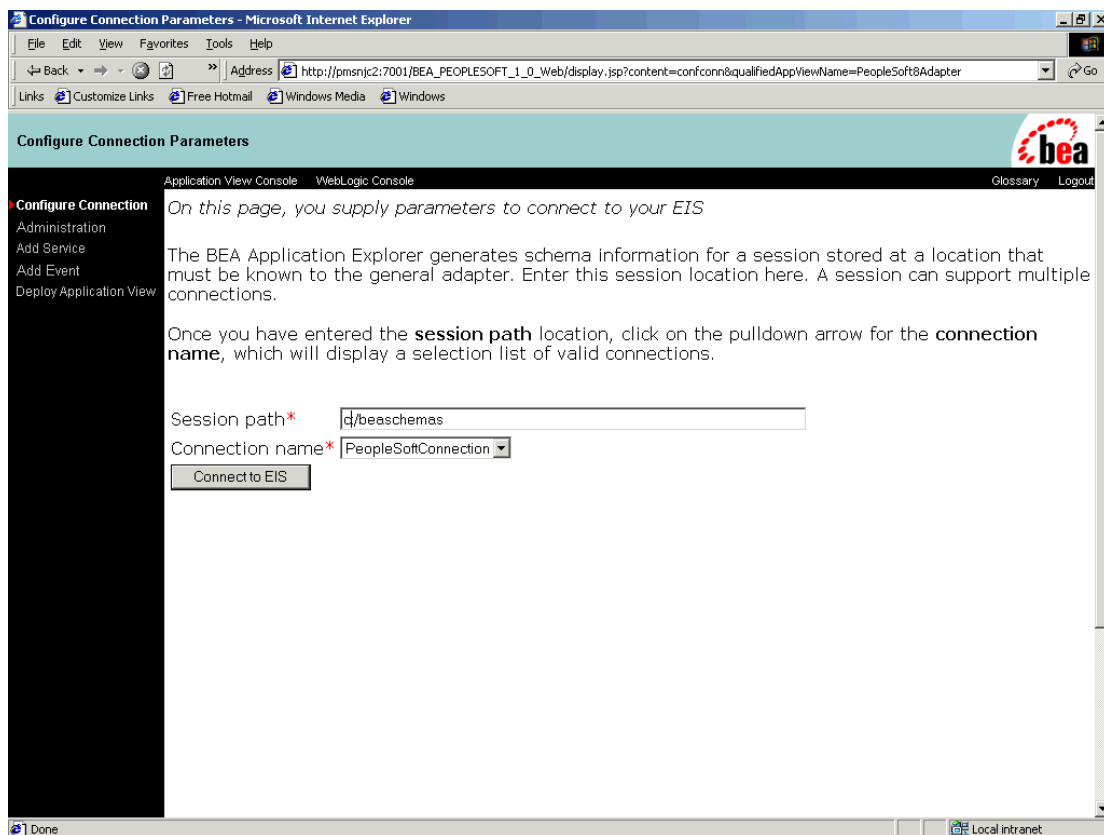 Configure Connection Parameters - Microsoft Internet Explorer
File Edit View Favorites Tools Help
Back » Address http://pmsnjc2:7001/BEA_PEOPLESOFT_1_0_Web/display.jsp?content=confconn&qualifiedAppViewName=PeopleSoft8Adapter Go
Links Customize Links Free Hotmail Windows Media Windows
Configure Connection Parameters
bea
Application View Console WebLogic Console Glossary Logout
Configure Connection
Administration
Add Service
Add Event
Deploy Application View
On this page, you supply parameters to connect to your EIS
The BEA Application Explorer generates schema information for a session stored at a location that
must be known to the general adapter. Enter this session location here. A session can support multiple
connections.
Once you have entered the session path location, click on the pulldown arrow for the connection
name, which will display a selection list of valid connections.
Session path* c/beaschemas
Connection name* PeopleSoftConnection
Connect to EIS
Done Local intranet